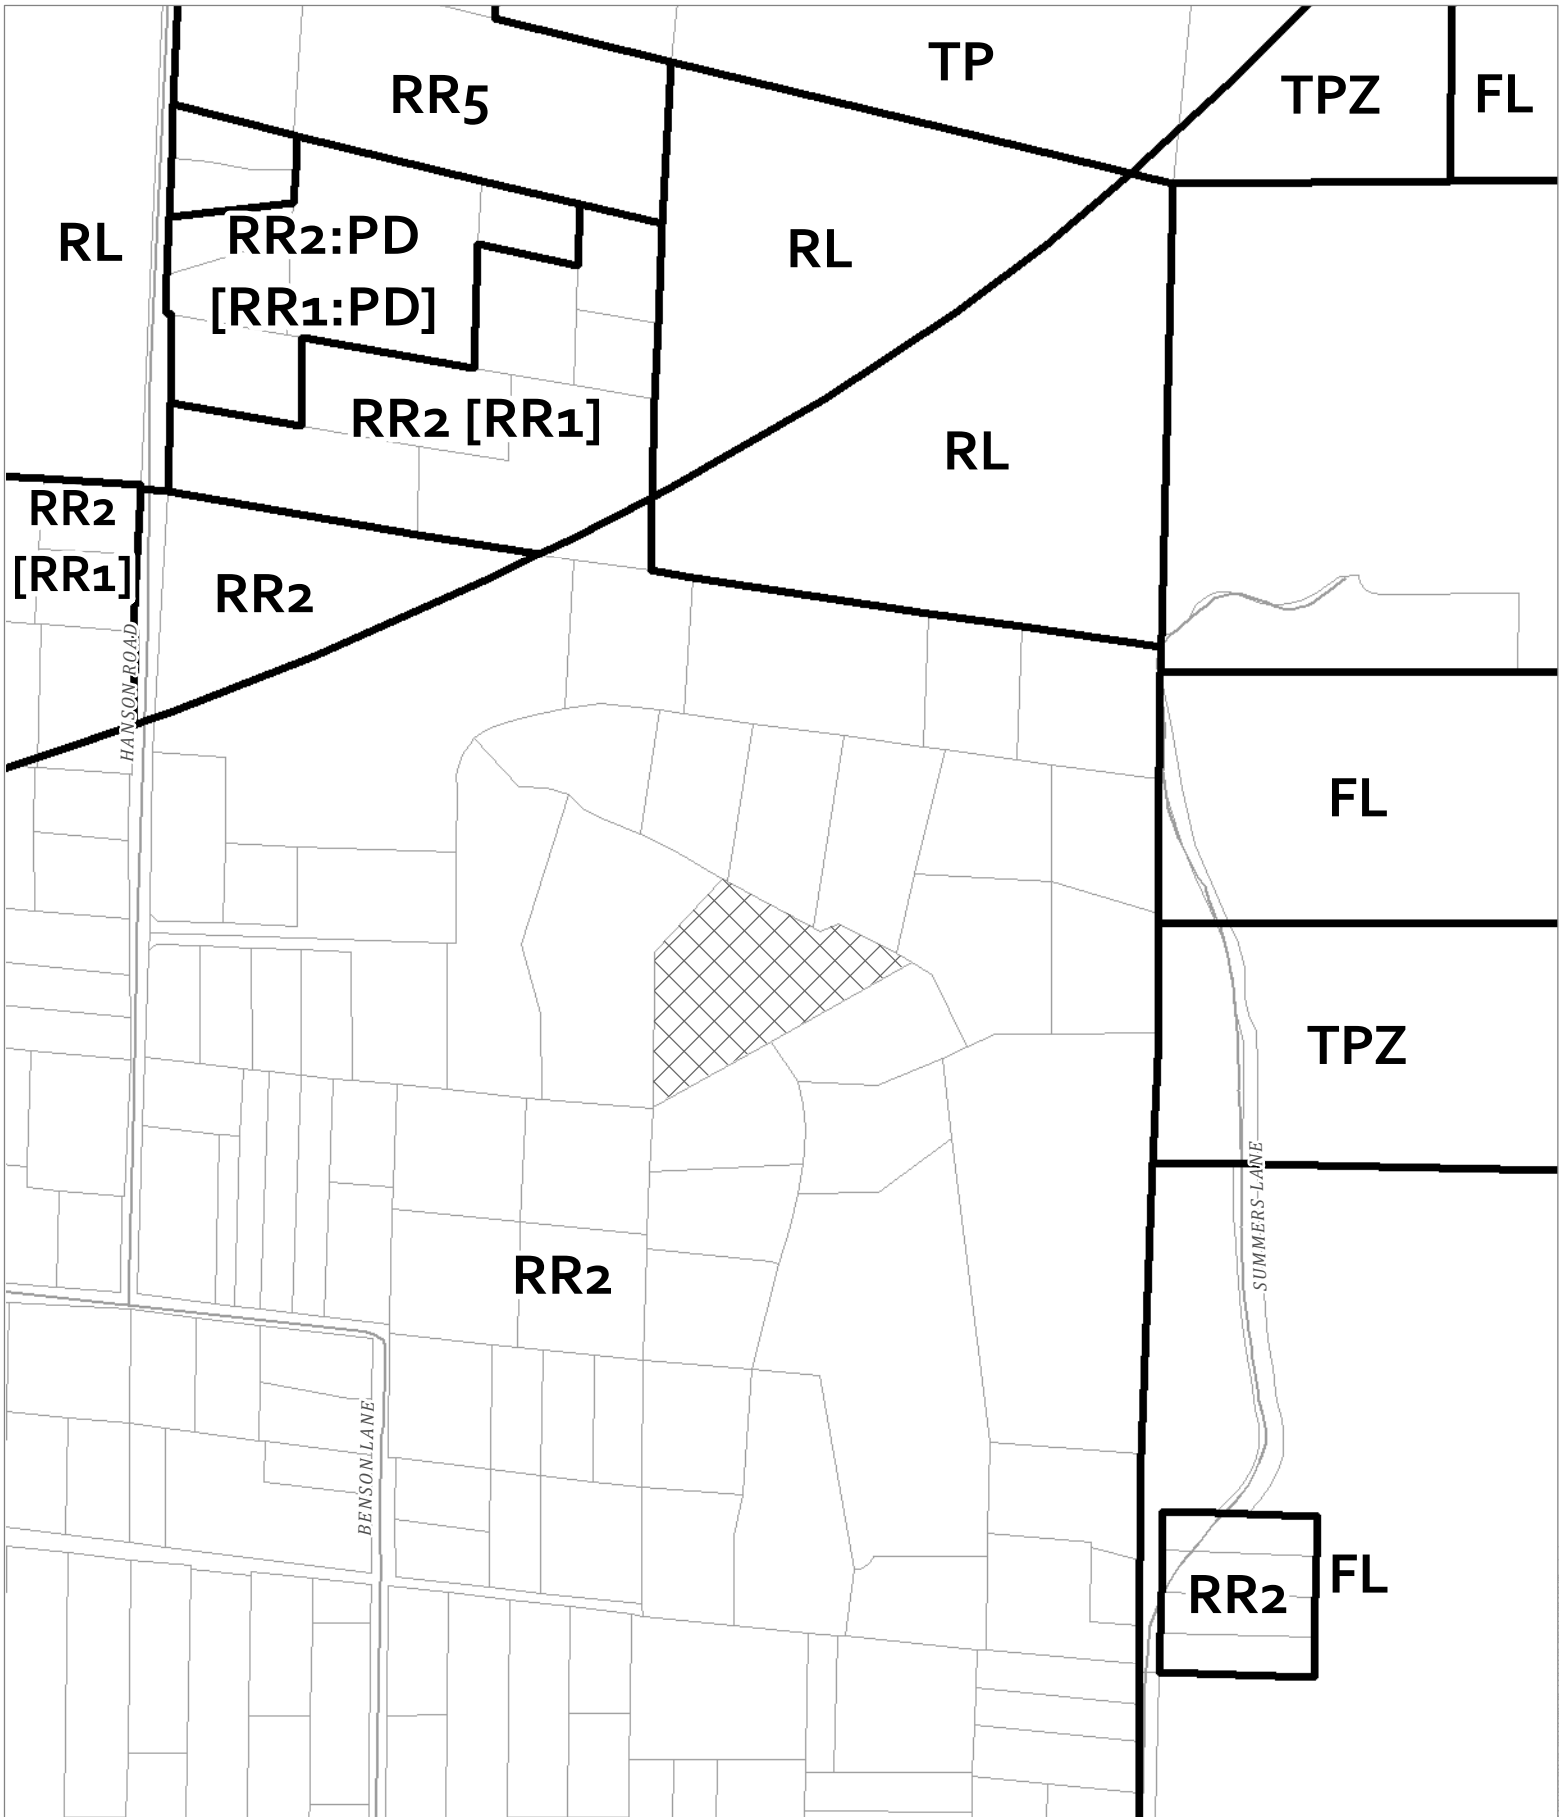 TP
RR5
TPZ
FL
RL
RR2:PD
[RR1:PD]
RL
RR2 [RR1]
RL
RR2
[RR1]
RR2
HANSON ROAD
FL
TPZ
SUMMERS LANE
RR2
BENSON LANE
RR2
FL